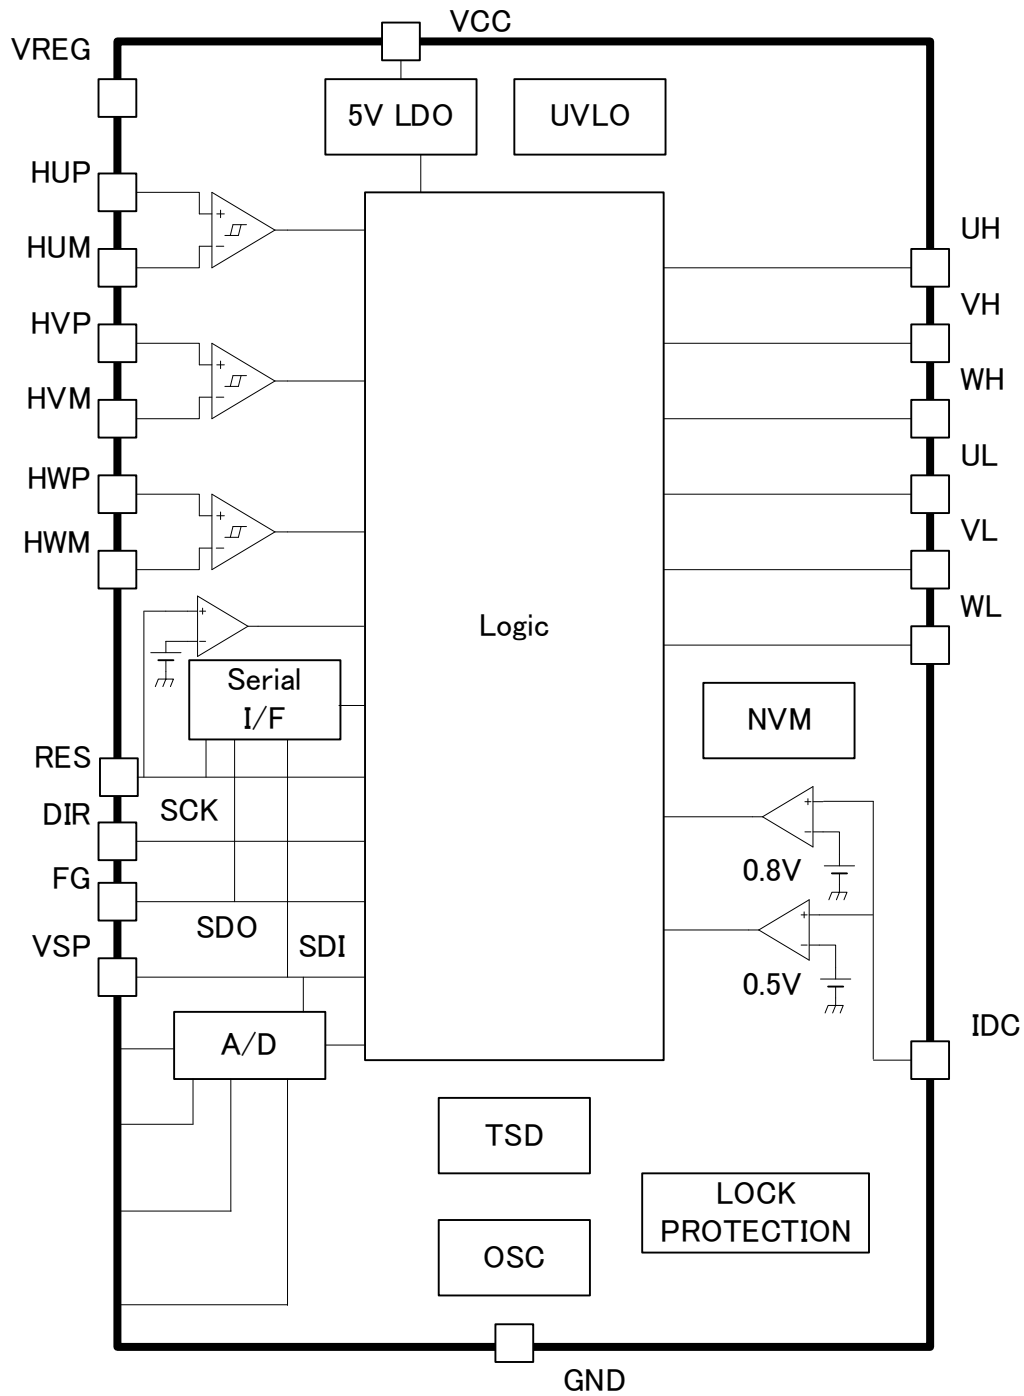 VCC
VREG
5V LDO
UVLO
HUP
HUM
HVP
HVM
HWP
HWM
UH
VH
WH
UL
VL
WL
Logic
Serial
I/F
NVM
RES
SCK
DIR
FG
SDO
SDI
VSP
0.8V
0.5V
IDC
A/D
TSD
LOCK
PROTECTION
OSC
GND